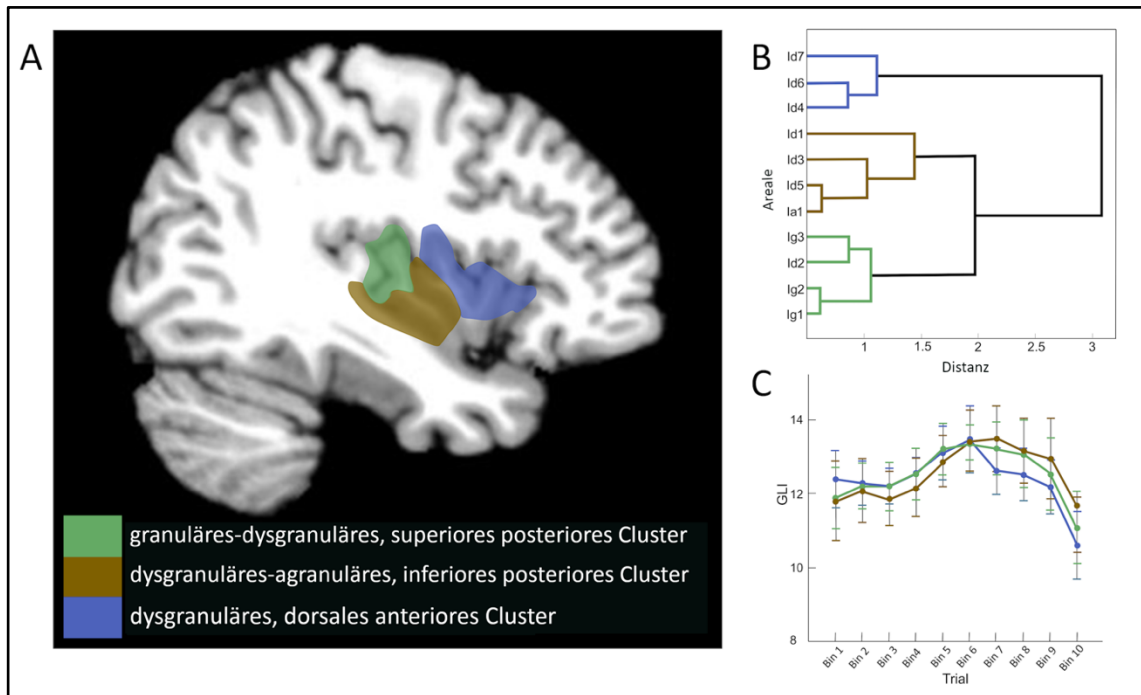 A
granuläres-dysgranuläres, superiores posteriores Cluster
dysgranuläres-agranuläres, inferiores posteriores Cluster
dysgranuläres, dorsales anteriores Cluster
B
Areale
Id7
Id6
Id4
Id1
Id3
Id5
Ia1
Ig3
Id2
Ig2
Ig1
1 1.5 2 2.5 3
Distanz
C
GLI
14
12
10
8
Bin 1 Bin 2 Bin 3 Bin4 Bin 5 Bin 6 Bin 7 Bin 8 Bin 9 Bin 10
Trial